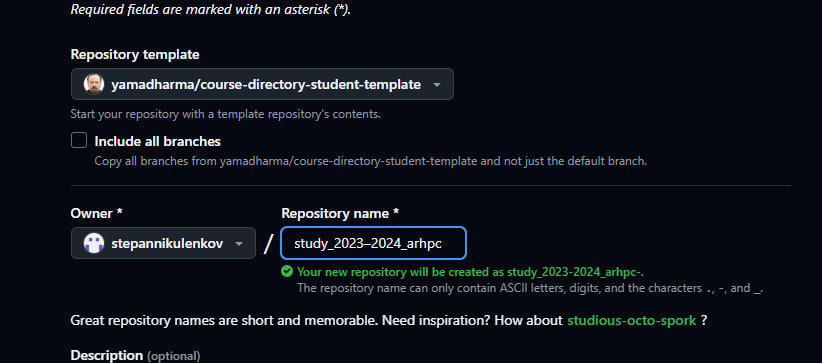 Required fields are marked with an asterisk (*).
Repository template
yamadharma/course-directory-student-template
Start your repository with a template repository's contents.
Include all branches
Copy all branches from yamadharma/course-directory-student-template and not just the default branch.
Owner * Repository name *
stepannikulenkov / study_2023–2024_arhpc
Your new repository will be created as study_2023-2024_arhpc-.
The repository name can only contain ASCII letters, digits, and the characters ., -, and _.
Great repository names are short and memorable. Need inspiration? How about studious-octo-spork ?
Description (optional)